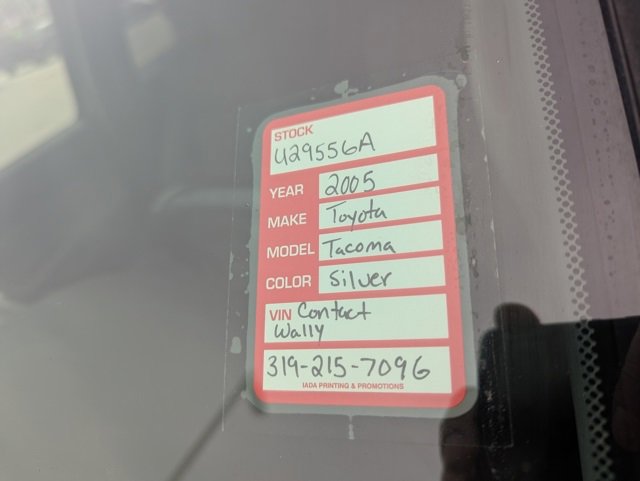 STOCK
U29556A
YEAR 2005
MAKE Toyota
MODEL Tacoma
COLOR Silver
VIN Contact
Wally
319-215-7096
IADA PRINTING & PROMOTIONS